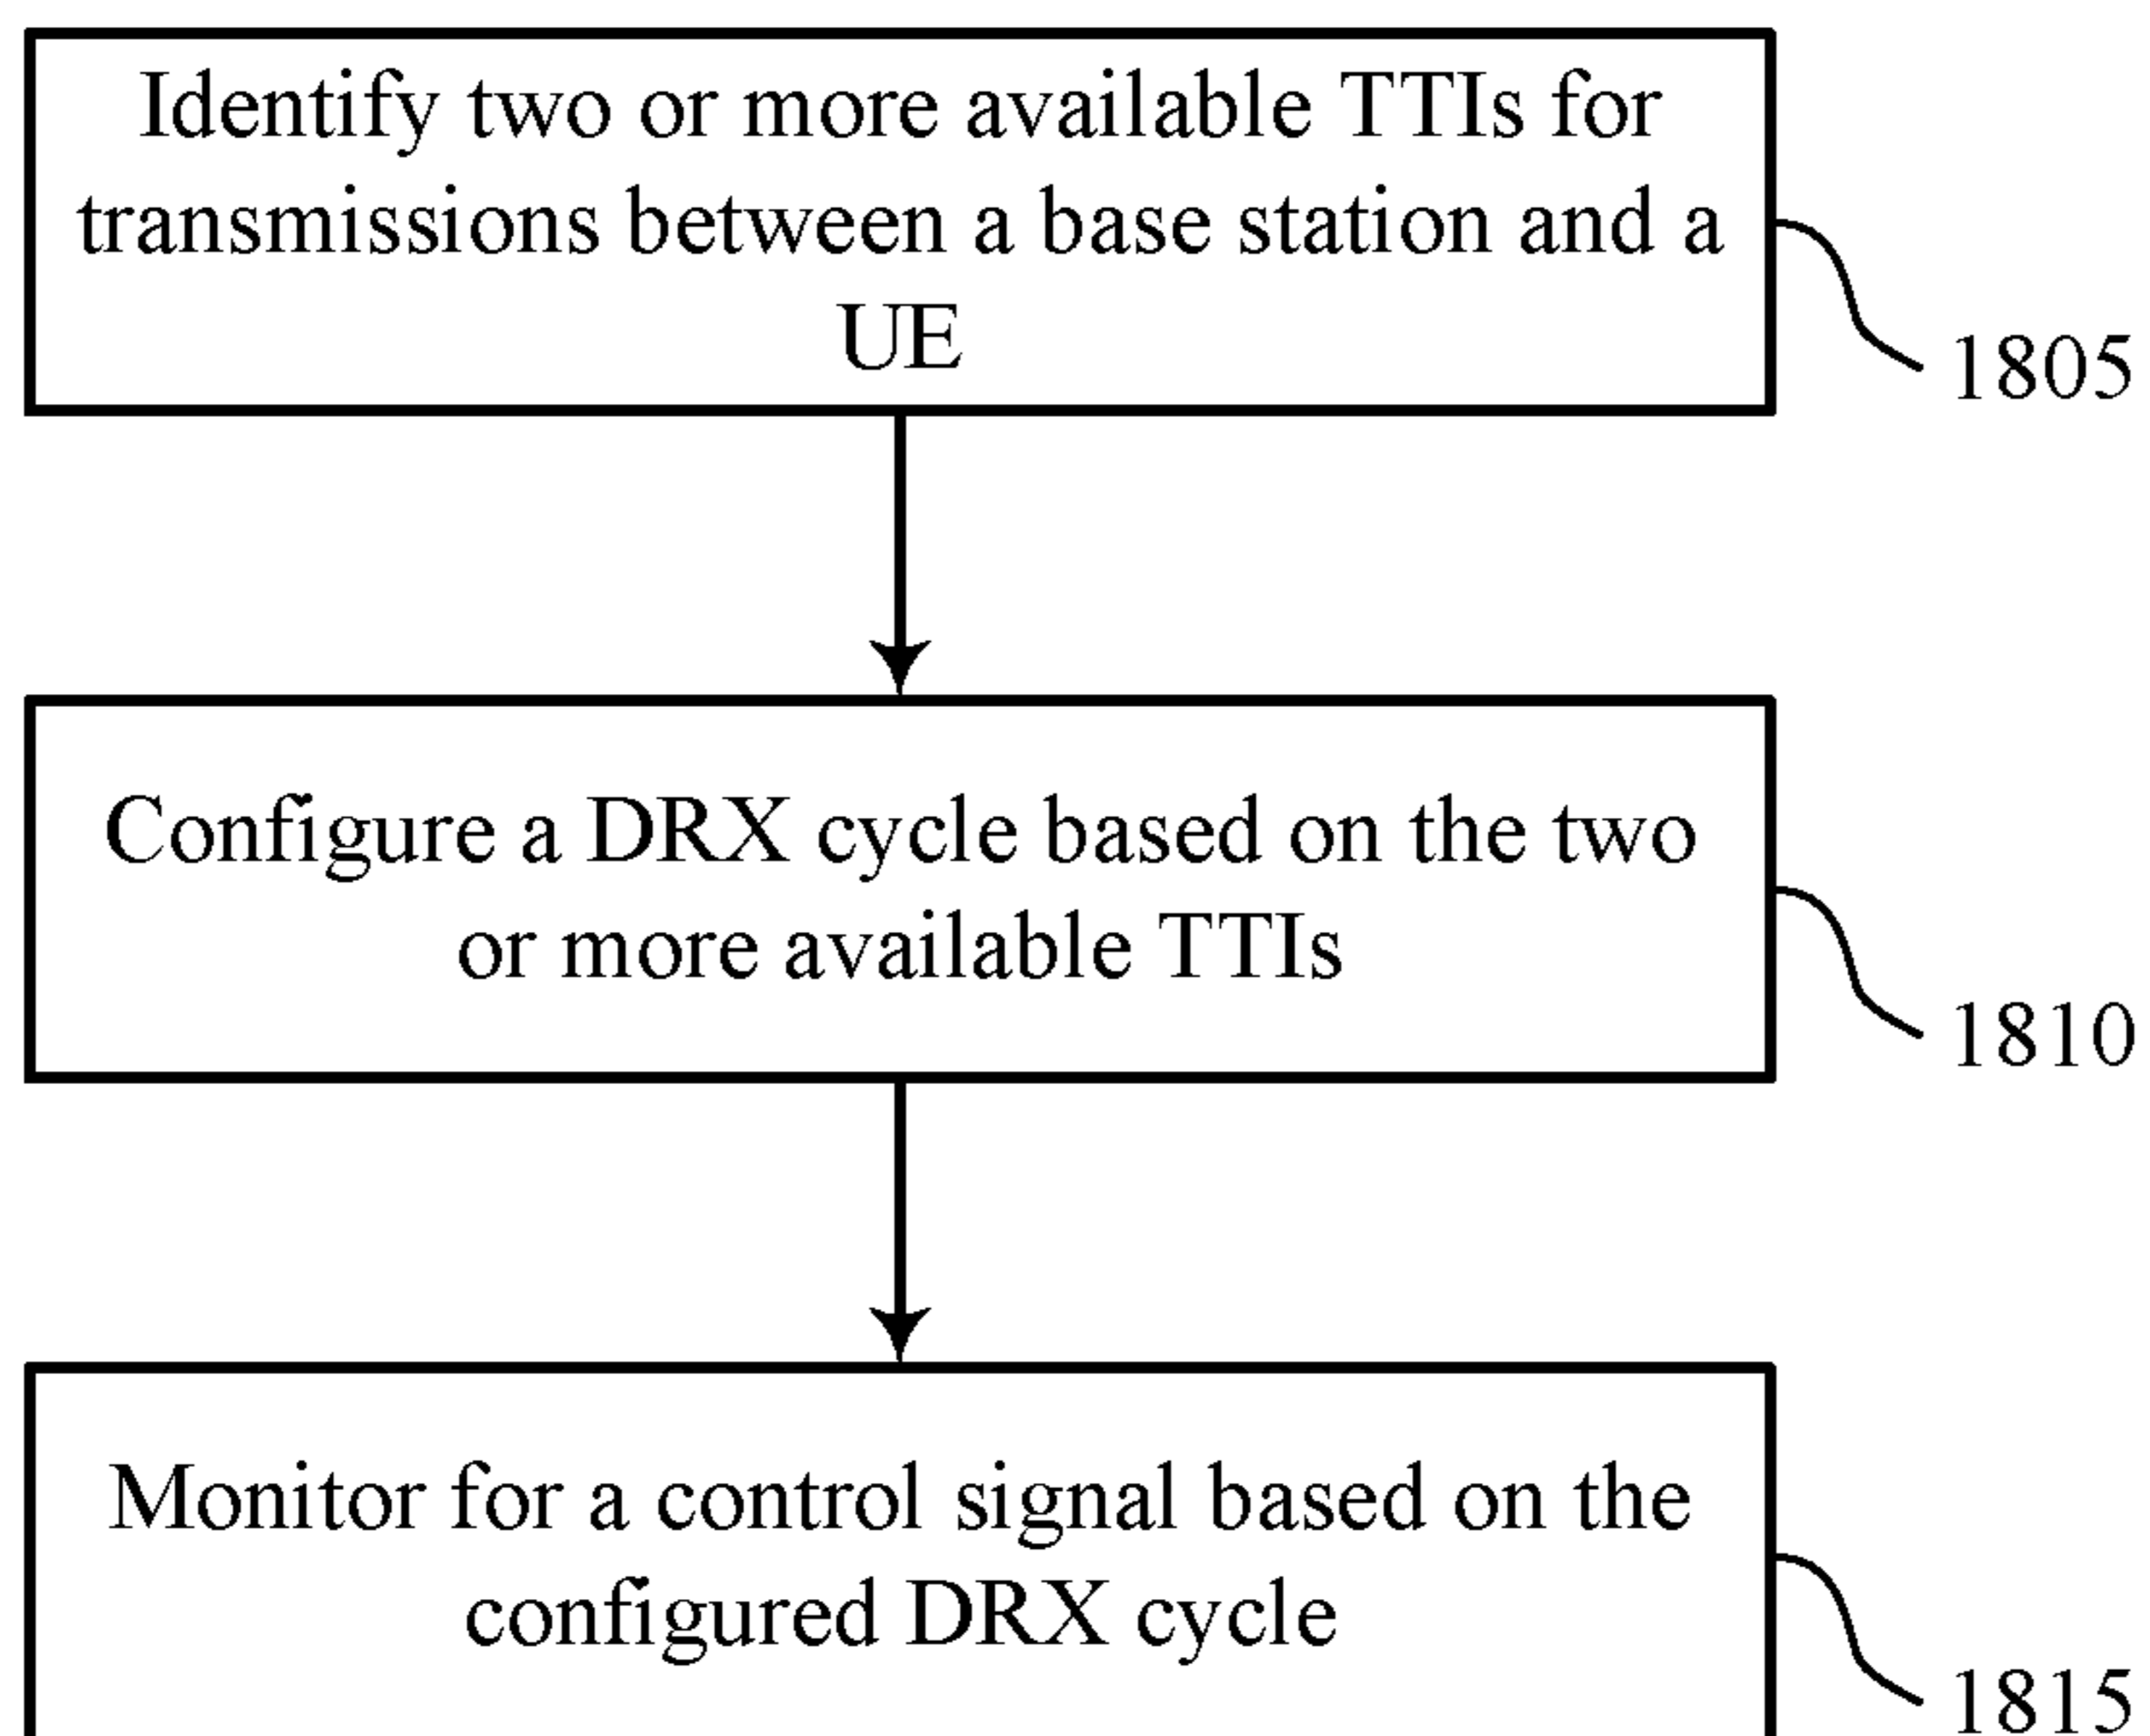 Identify two or more available TTIs for
transmissions between a base station and a
UE
1805
Configure a DRX cycle based on the two
or more available TTIs
1810
Monitor for a control signal based on the
configured DRX cycle
1815